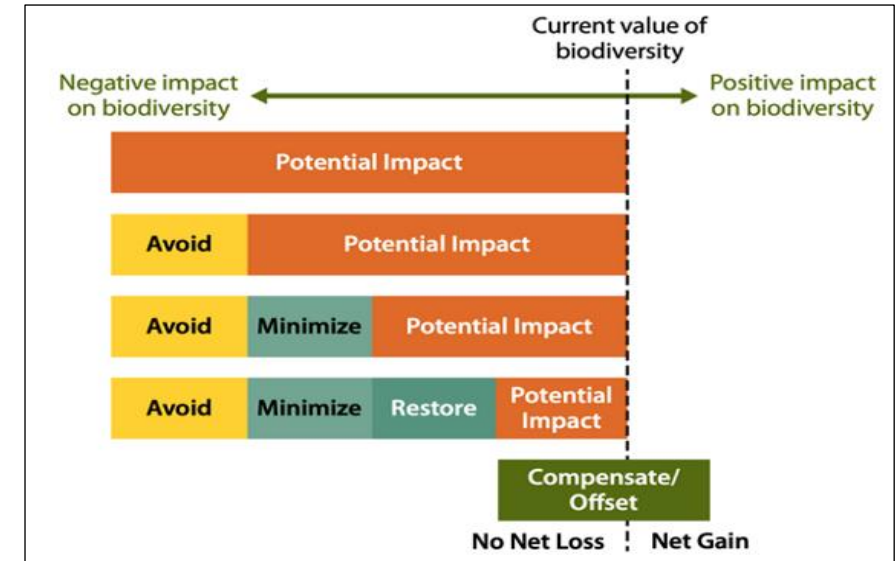 Current value of
biodiversity
Negative impact
on biodiversity
Positive impact
on biodiversity
Potential Impact
Avoid
Potential Impact
Avoid
Minimize
Potential Impact
Avoid
Minimize
Restore
Potential
Impact
Compensate/
Offset
No Net Loss
Net Gain